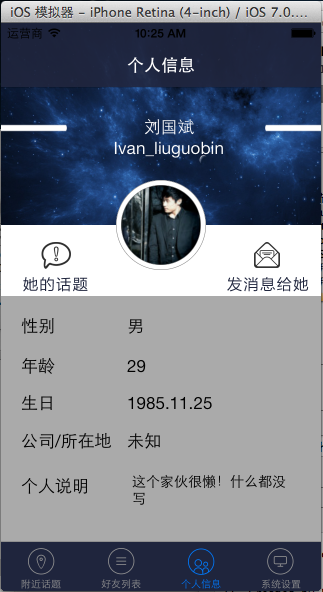 iOS 模拟器 – iPhone Retina (4-inch) / iOS 7.0....
运营商 10:25 AM
个人信息
刘国斌
Ivan_liuguobin
她的话题 发消息给她
性别 男
年龄 29
生日 1985.11.25
公司/所在地 未知
个人说明 这个家伙很懒！什么都没
写
附近话题 好友列表 个人信息 系统设置